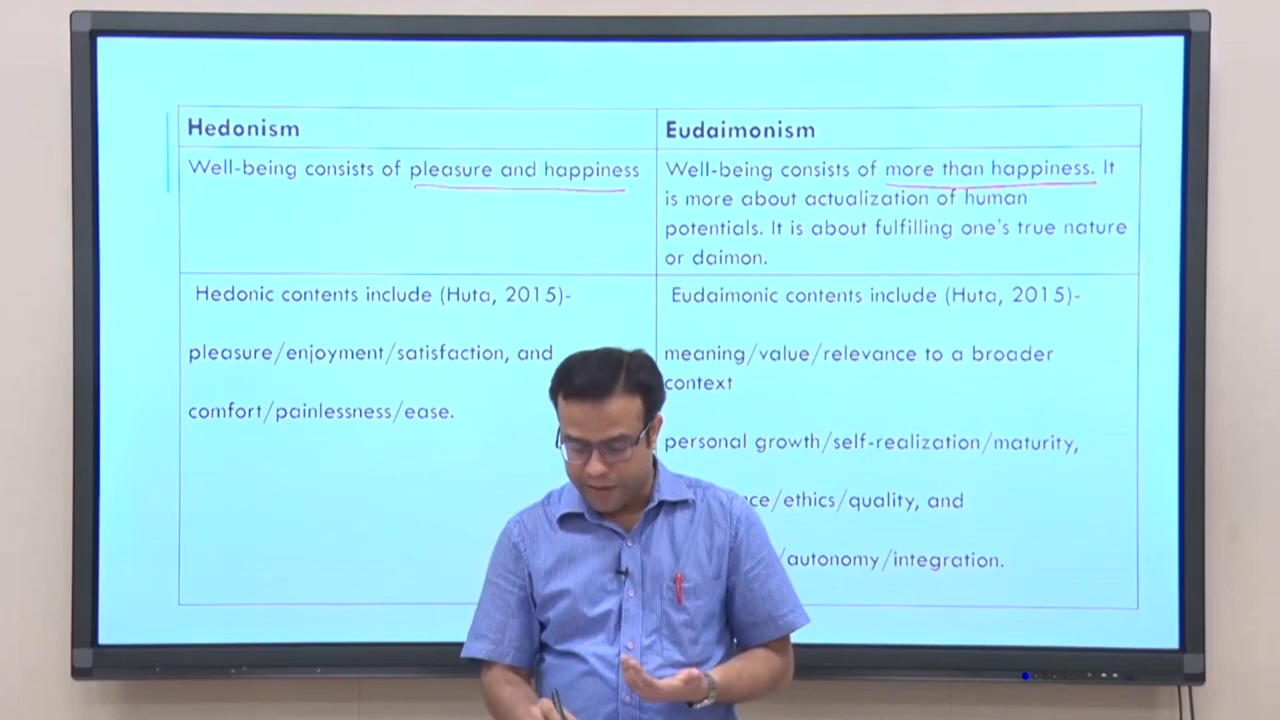 Hedonism
Eudaimonism
Well-being consists of pleasure and happiness
Well-being consists of more than happiness. It
is more about actualization of human
potentials. It is about fulfilling one's true nature
or daimon.
Hedonic contents include (Huta, 2015)-
pleasure/enjoyment/satisfaction, and
comfort/painlessness/ease.
Eudaimonic contents include (Huta, 2015)-
meaning/value/relevance to a broader
context
personal growth/self-realization/maturity,
/ethics/quality, and
/autonomy/integration.